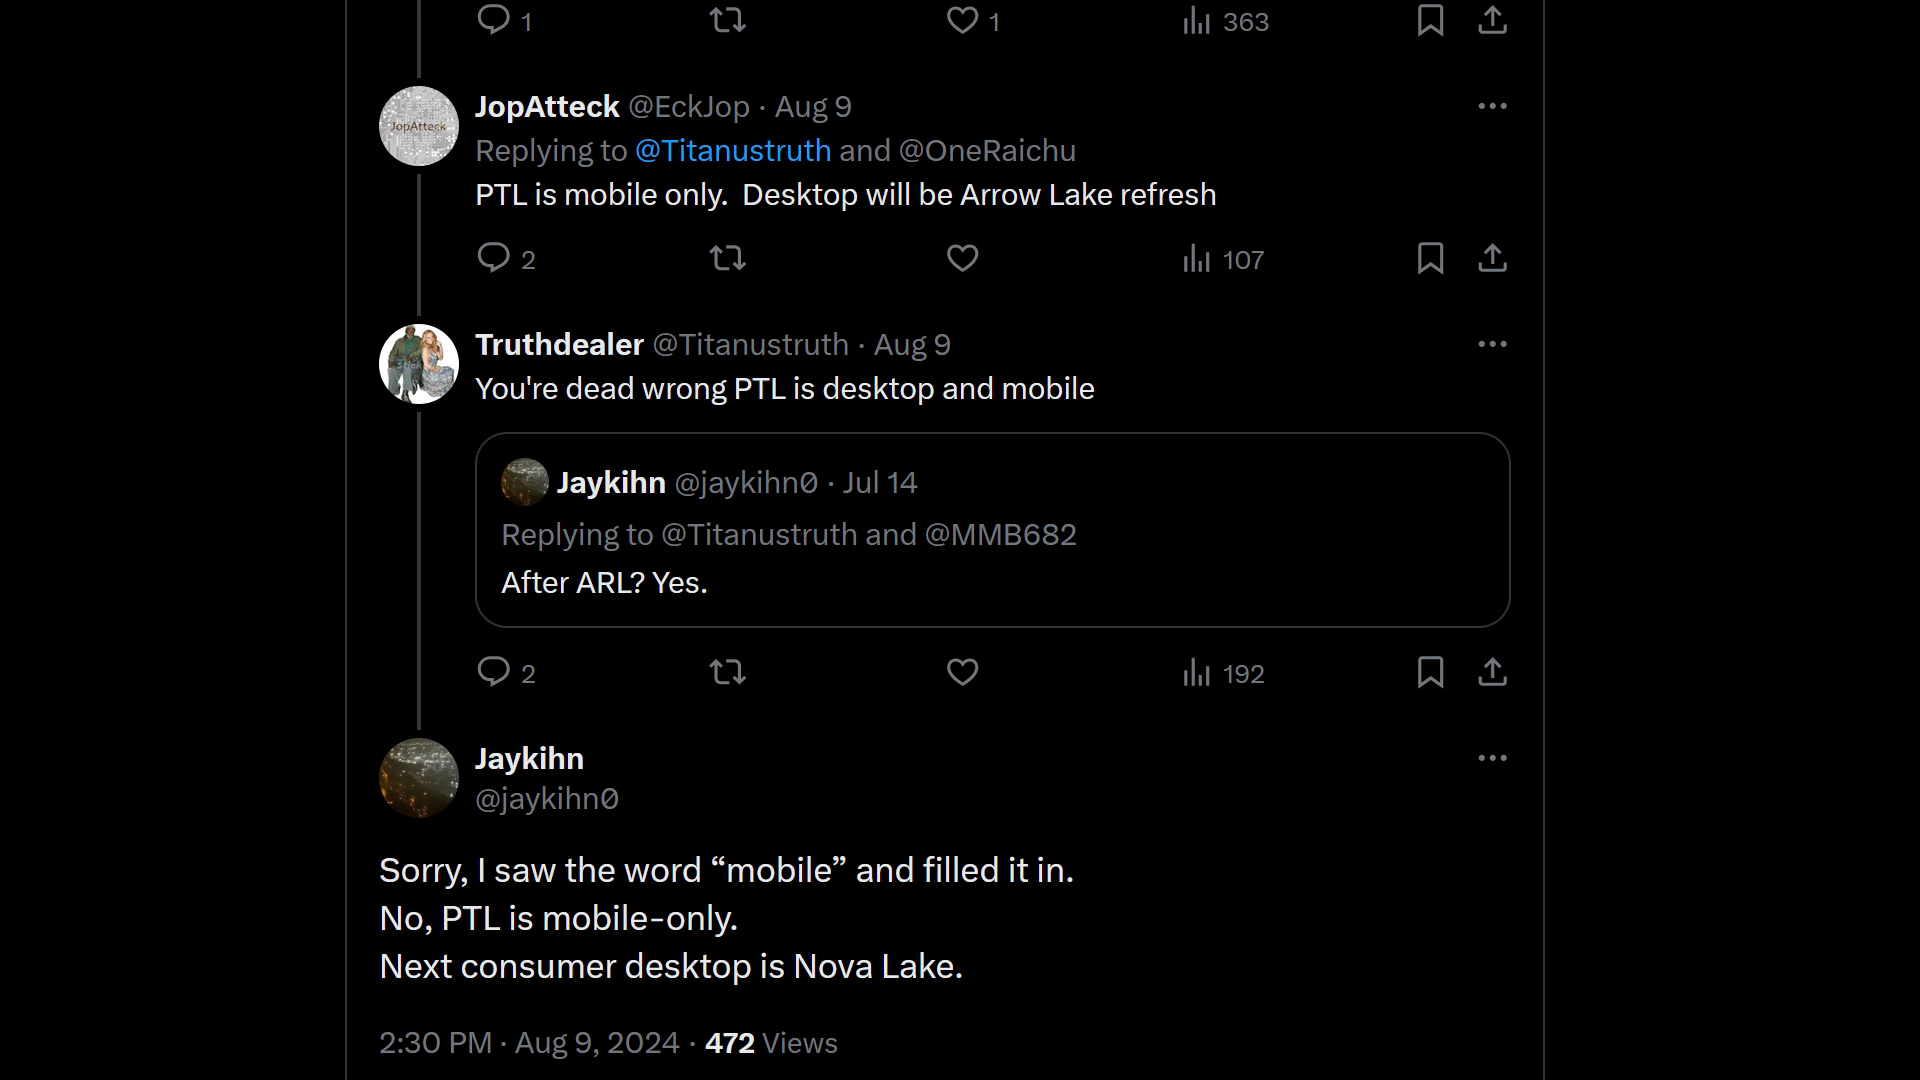 1 1 363
JopAtteck @EckJop · Aug 9
JopAtteck
Replying to @Titanustruth and @OneRaichu
PTL is mobile only. Desktop will be Arrow Lake refresh
2 107
Truthdealer @Titanustruth · Aug 9
You're dead wrong PTL is desktop and mobile
Jaykihn @jaykihn0 · Jul 14
Replying to @Titanustruth and @MMB682
After ARL? Yes.
2 192
Jaykihn
@jaykihn0
Sorry, I saw the word “mobile” and filled it in.
No, PTL is mobile-only.
Next consumer desktop is Nova Lake.
2:30 PM · Aug 9, 2024 · 472 Views